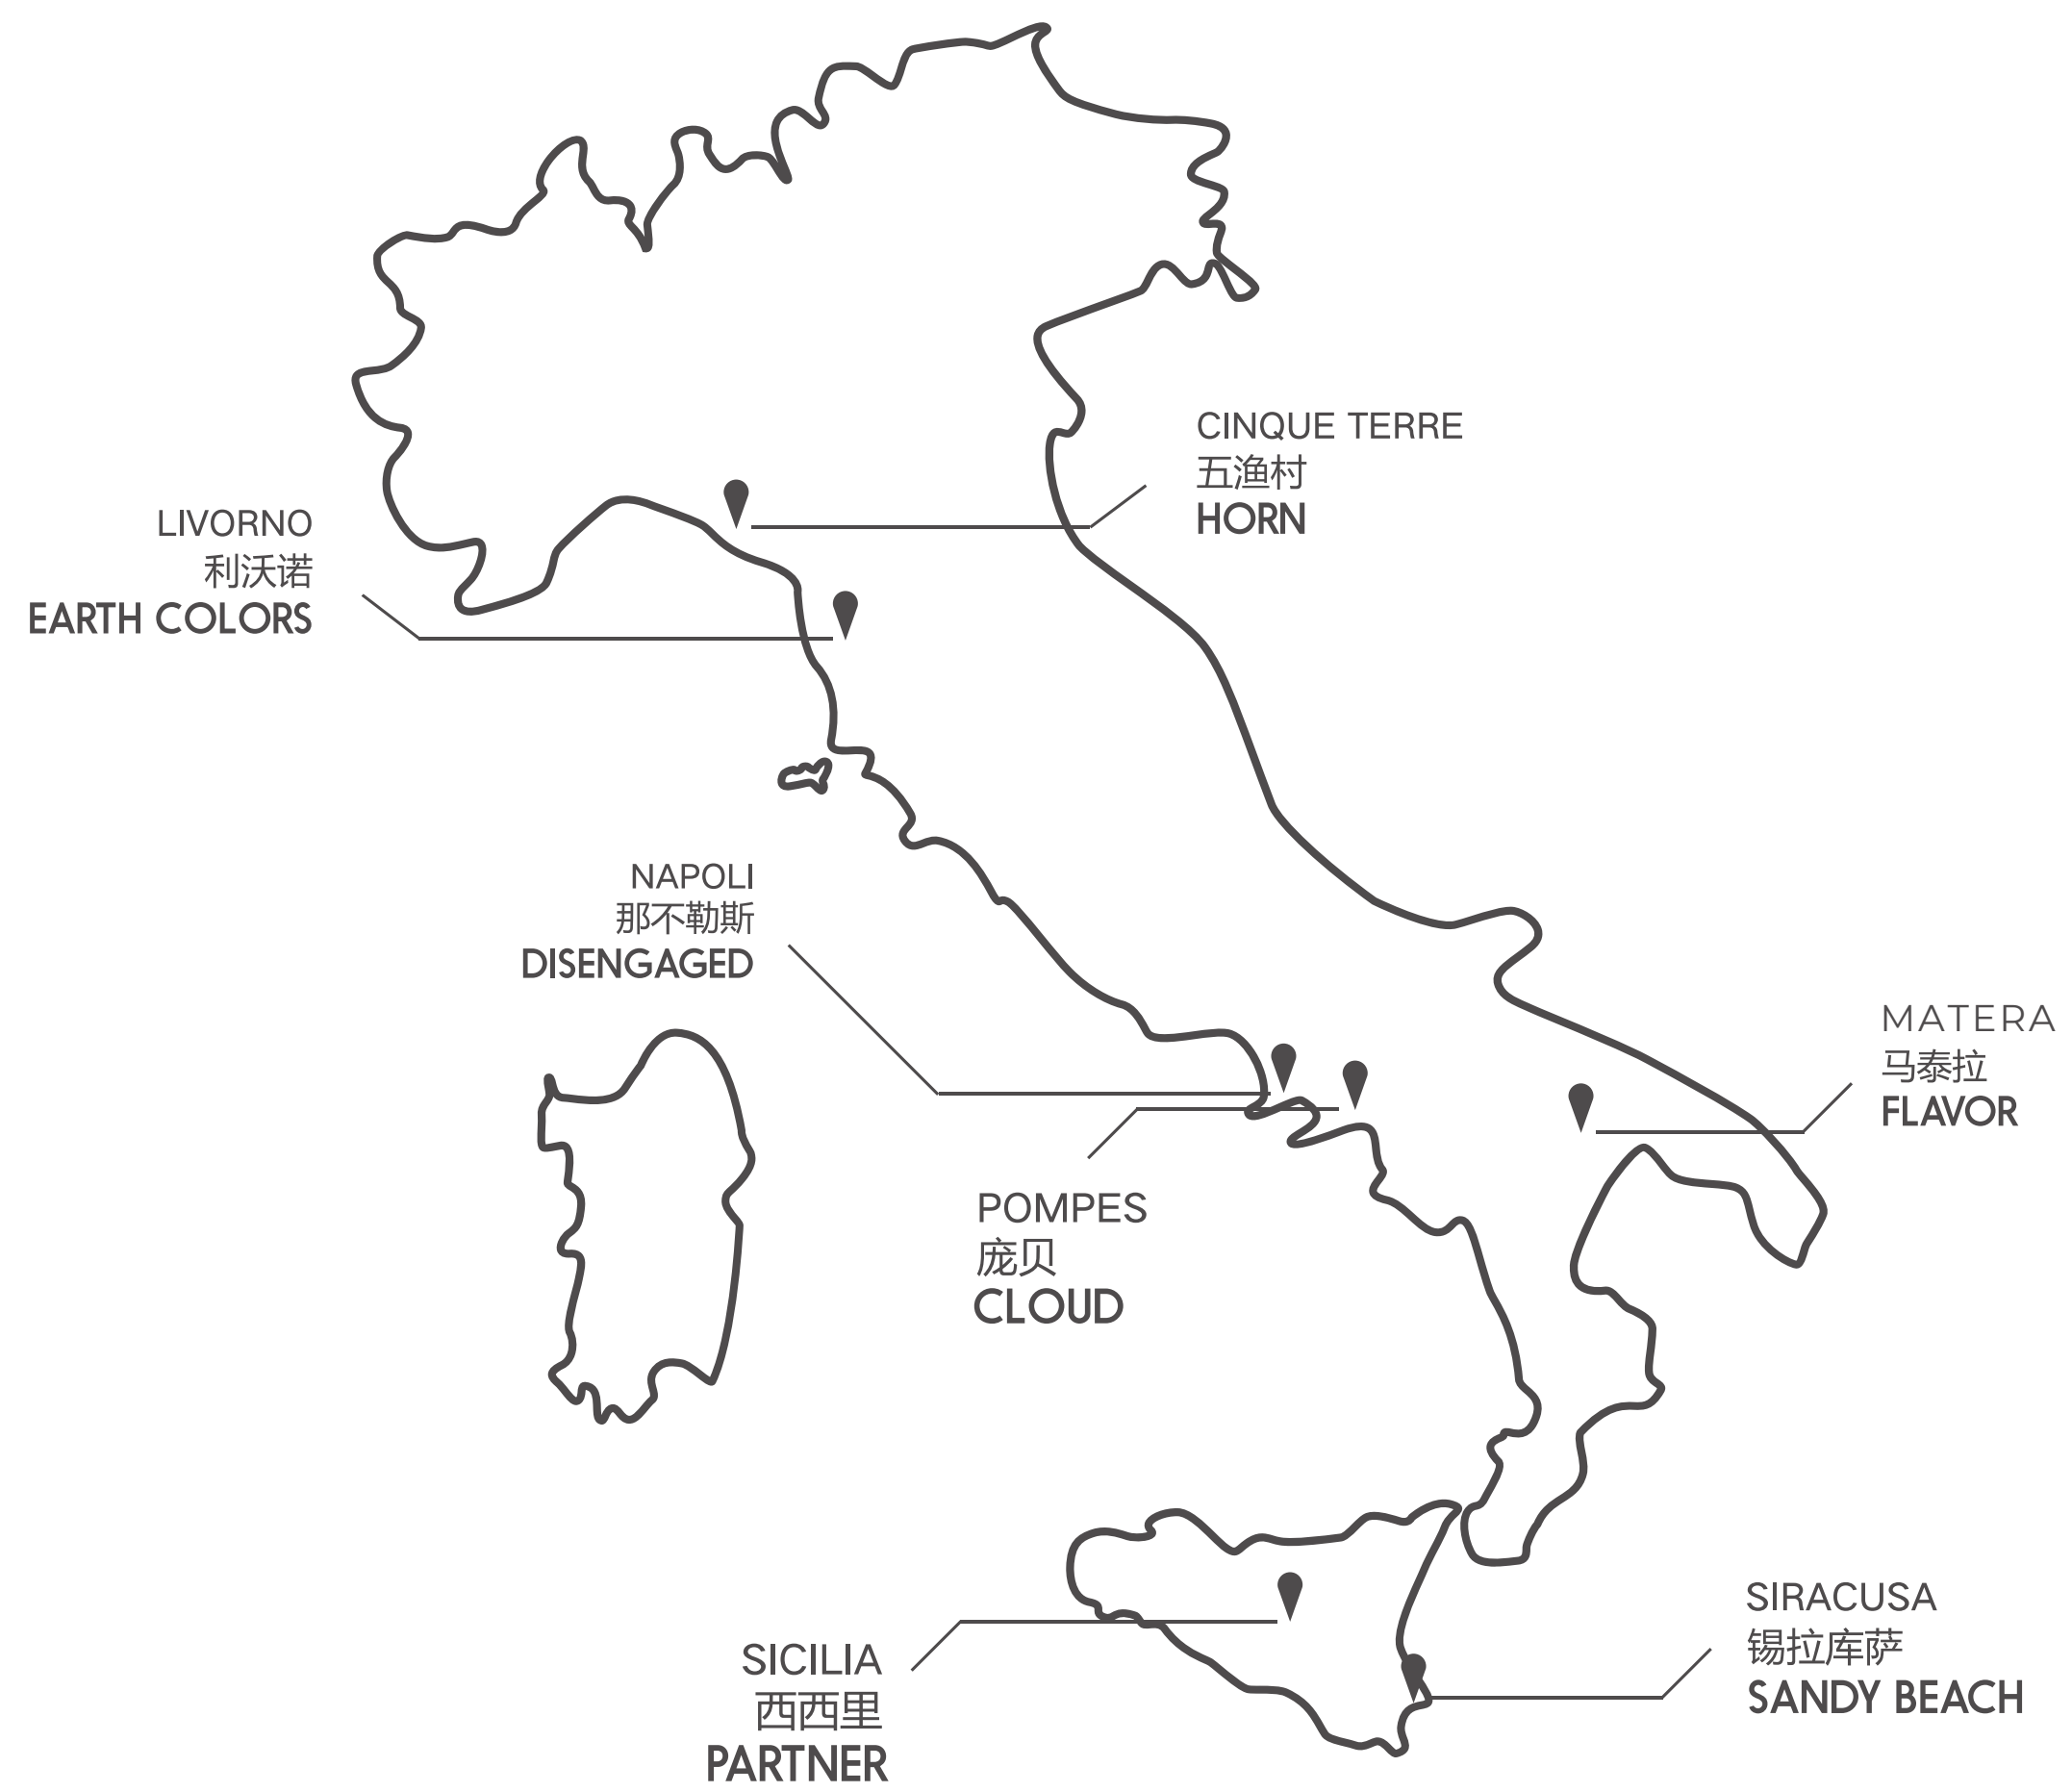 CINQUE TERRE
五渔村
HORN
LIVORNO
利沃诺
EARTH COLORS
NAPOLI
那不勒斯
DISENGAGED
MATERA
马泰拉
FLAVOR
POMPES
庞贝
CLOUD
SIRACUSA
锡拉库萨
SANDY BEACH
SICILIA
西西里
PARTNER